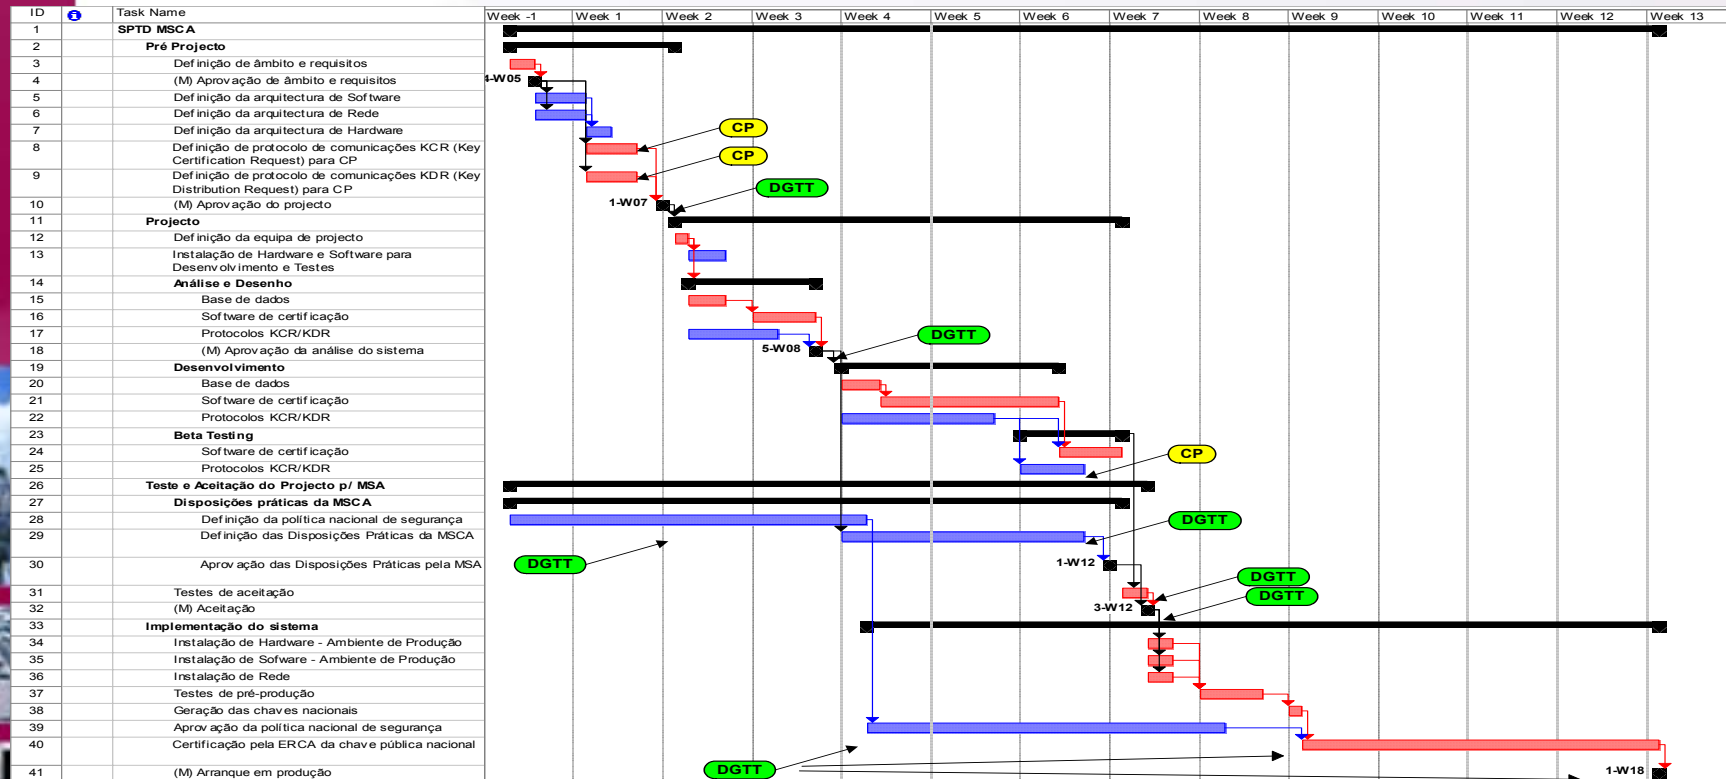 ID Task Name Week -1 Week 1 Week 2 Week 3 Week 4 Week 5 Week 6 Week 7 Week 8 Week 9 Week 10 Week 11 Week 12 Week 13
1 SPTD MSCA
2 Pré Projecto
3 Definição de âmbito e requisitos
4 (M) Aprovação de âmbito e requisitos 4-W05
5 Definição da arquitectura de Software
6 Definição da arquitectura de Rede
7 Definição da arquitectura de Hardware CP
8 Definição de protocolo de comunicações KCR (Key
Certification Request) para CP CP
9 Definição de protocolo de comunicações KDR (Key
Distribution Request) para CP DGTT
10 (M) Aprovação do projecto 1-W07
11 Projecto
12 Definição da equipa de projecto
13 Instalação de Hardware e Software para
Desenvolvimento e Testes
14 Análise e Desenho
15 Base de dados
16 Software de certificação
17 Protocolos KCR/KDR DGTT
18 (M) Aprovação da análise do sistema 5-W08
19 Desenvolvimento
20 Base de dados
21 Software de certificação
22 Protocolos KCR/KDR
23 Beta Testing
24 Software de certificação CP
25 Protocolos KCR/KDR
26 Teste e Aceitação do Projecto p/ MSA
27 Disposições práticas da MSCA
28 Definição da política nacional de segurança DGTT
29 Definição das Disposições Práticas da MSCA
30 Aprovação das Disposições Práticas pela MSA DGTT 1-W12
DGTT
31 Testes de aceitação DGTT
32 (M) Aceitação 3-W12
33 Implementação do sistema
34 Instalação de Hardware - Ambiente de Produção
35 Instalação de Sofware - Ambiente de Produção
36 Instalação de Rede
37 Testes de pré-produção
38 Geração das chaves nacionais
39 Aprovação da política nacional de segurança
40 Certificação pela ERCA da chave pública nacional
41 (M) Arranque em produção DGTT 1-W18